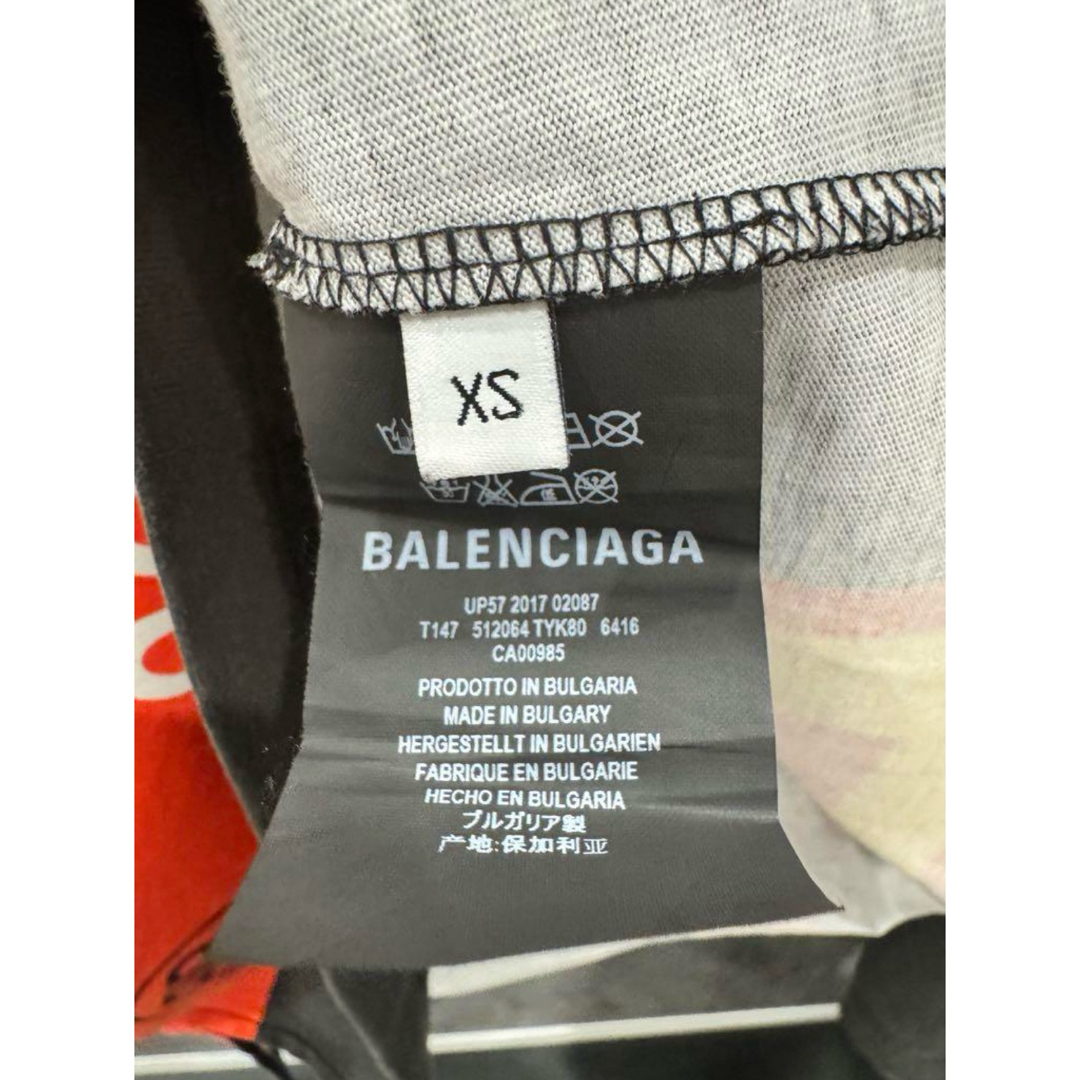 XS
BALENCIAGA
UP57 2017 02087
T147 512064 TYK80 6416
CA00985
PRODOTTO IN BULGARIA
MADE IN BULGARY
HERGESTELLT IN BULGARIEN
FABRIQUE EN BULGARIE
HECHO EN BULGARIA
ブルガリア製
产地:保加利亚